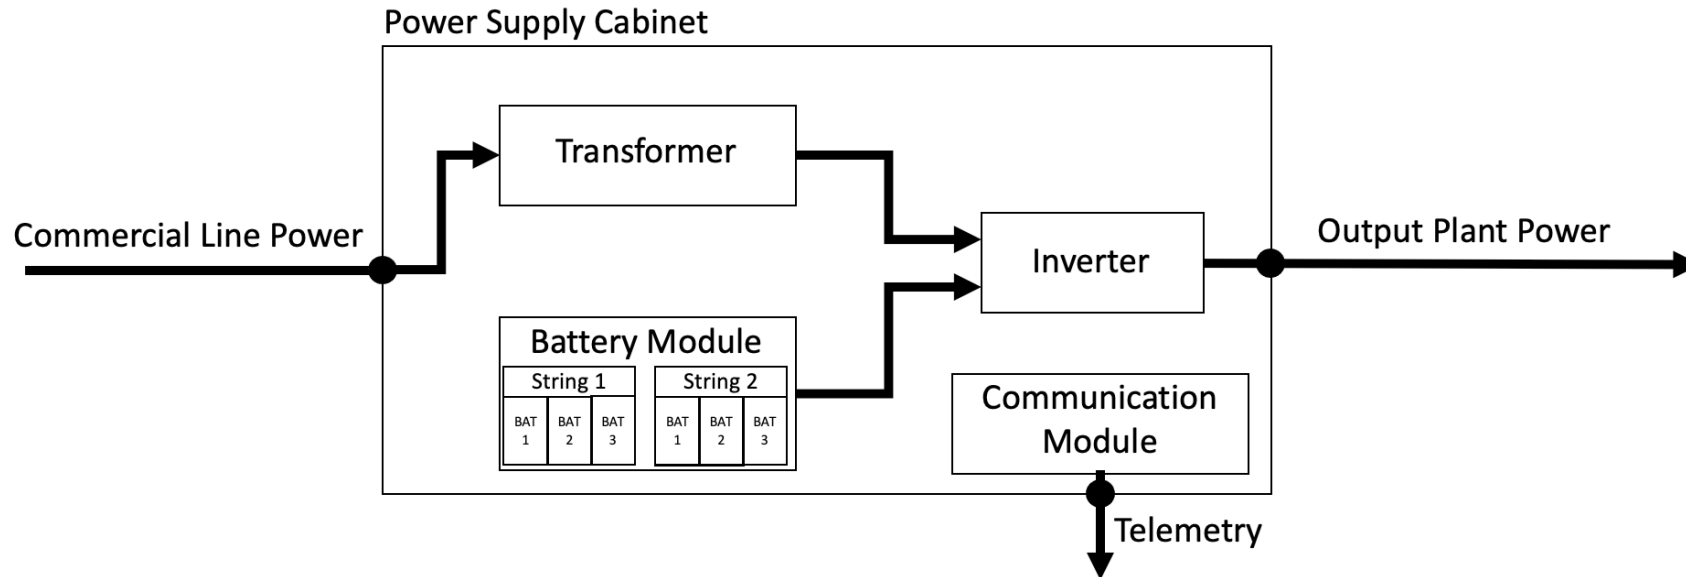 Power Supply Cabinet
Transformer
Commercial Line Power
Inverter
Output Plant Power
Battery Module
String 1
String 2
BAT 1
BAT 2
BAT 3
BAT 1
BAT 2
BAT 3
Communication
Module
Telemetry